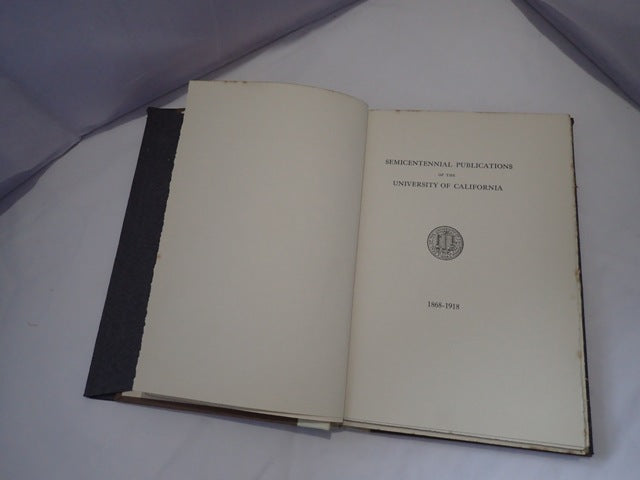 SEMICENTENNIAL PUBLICATIONS
OF THE
UNIVERSITY OF CALIFORNIA
1868-1918